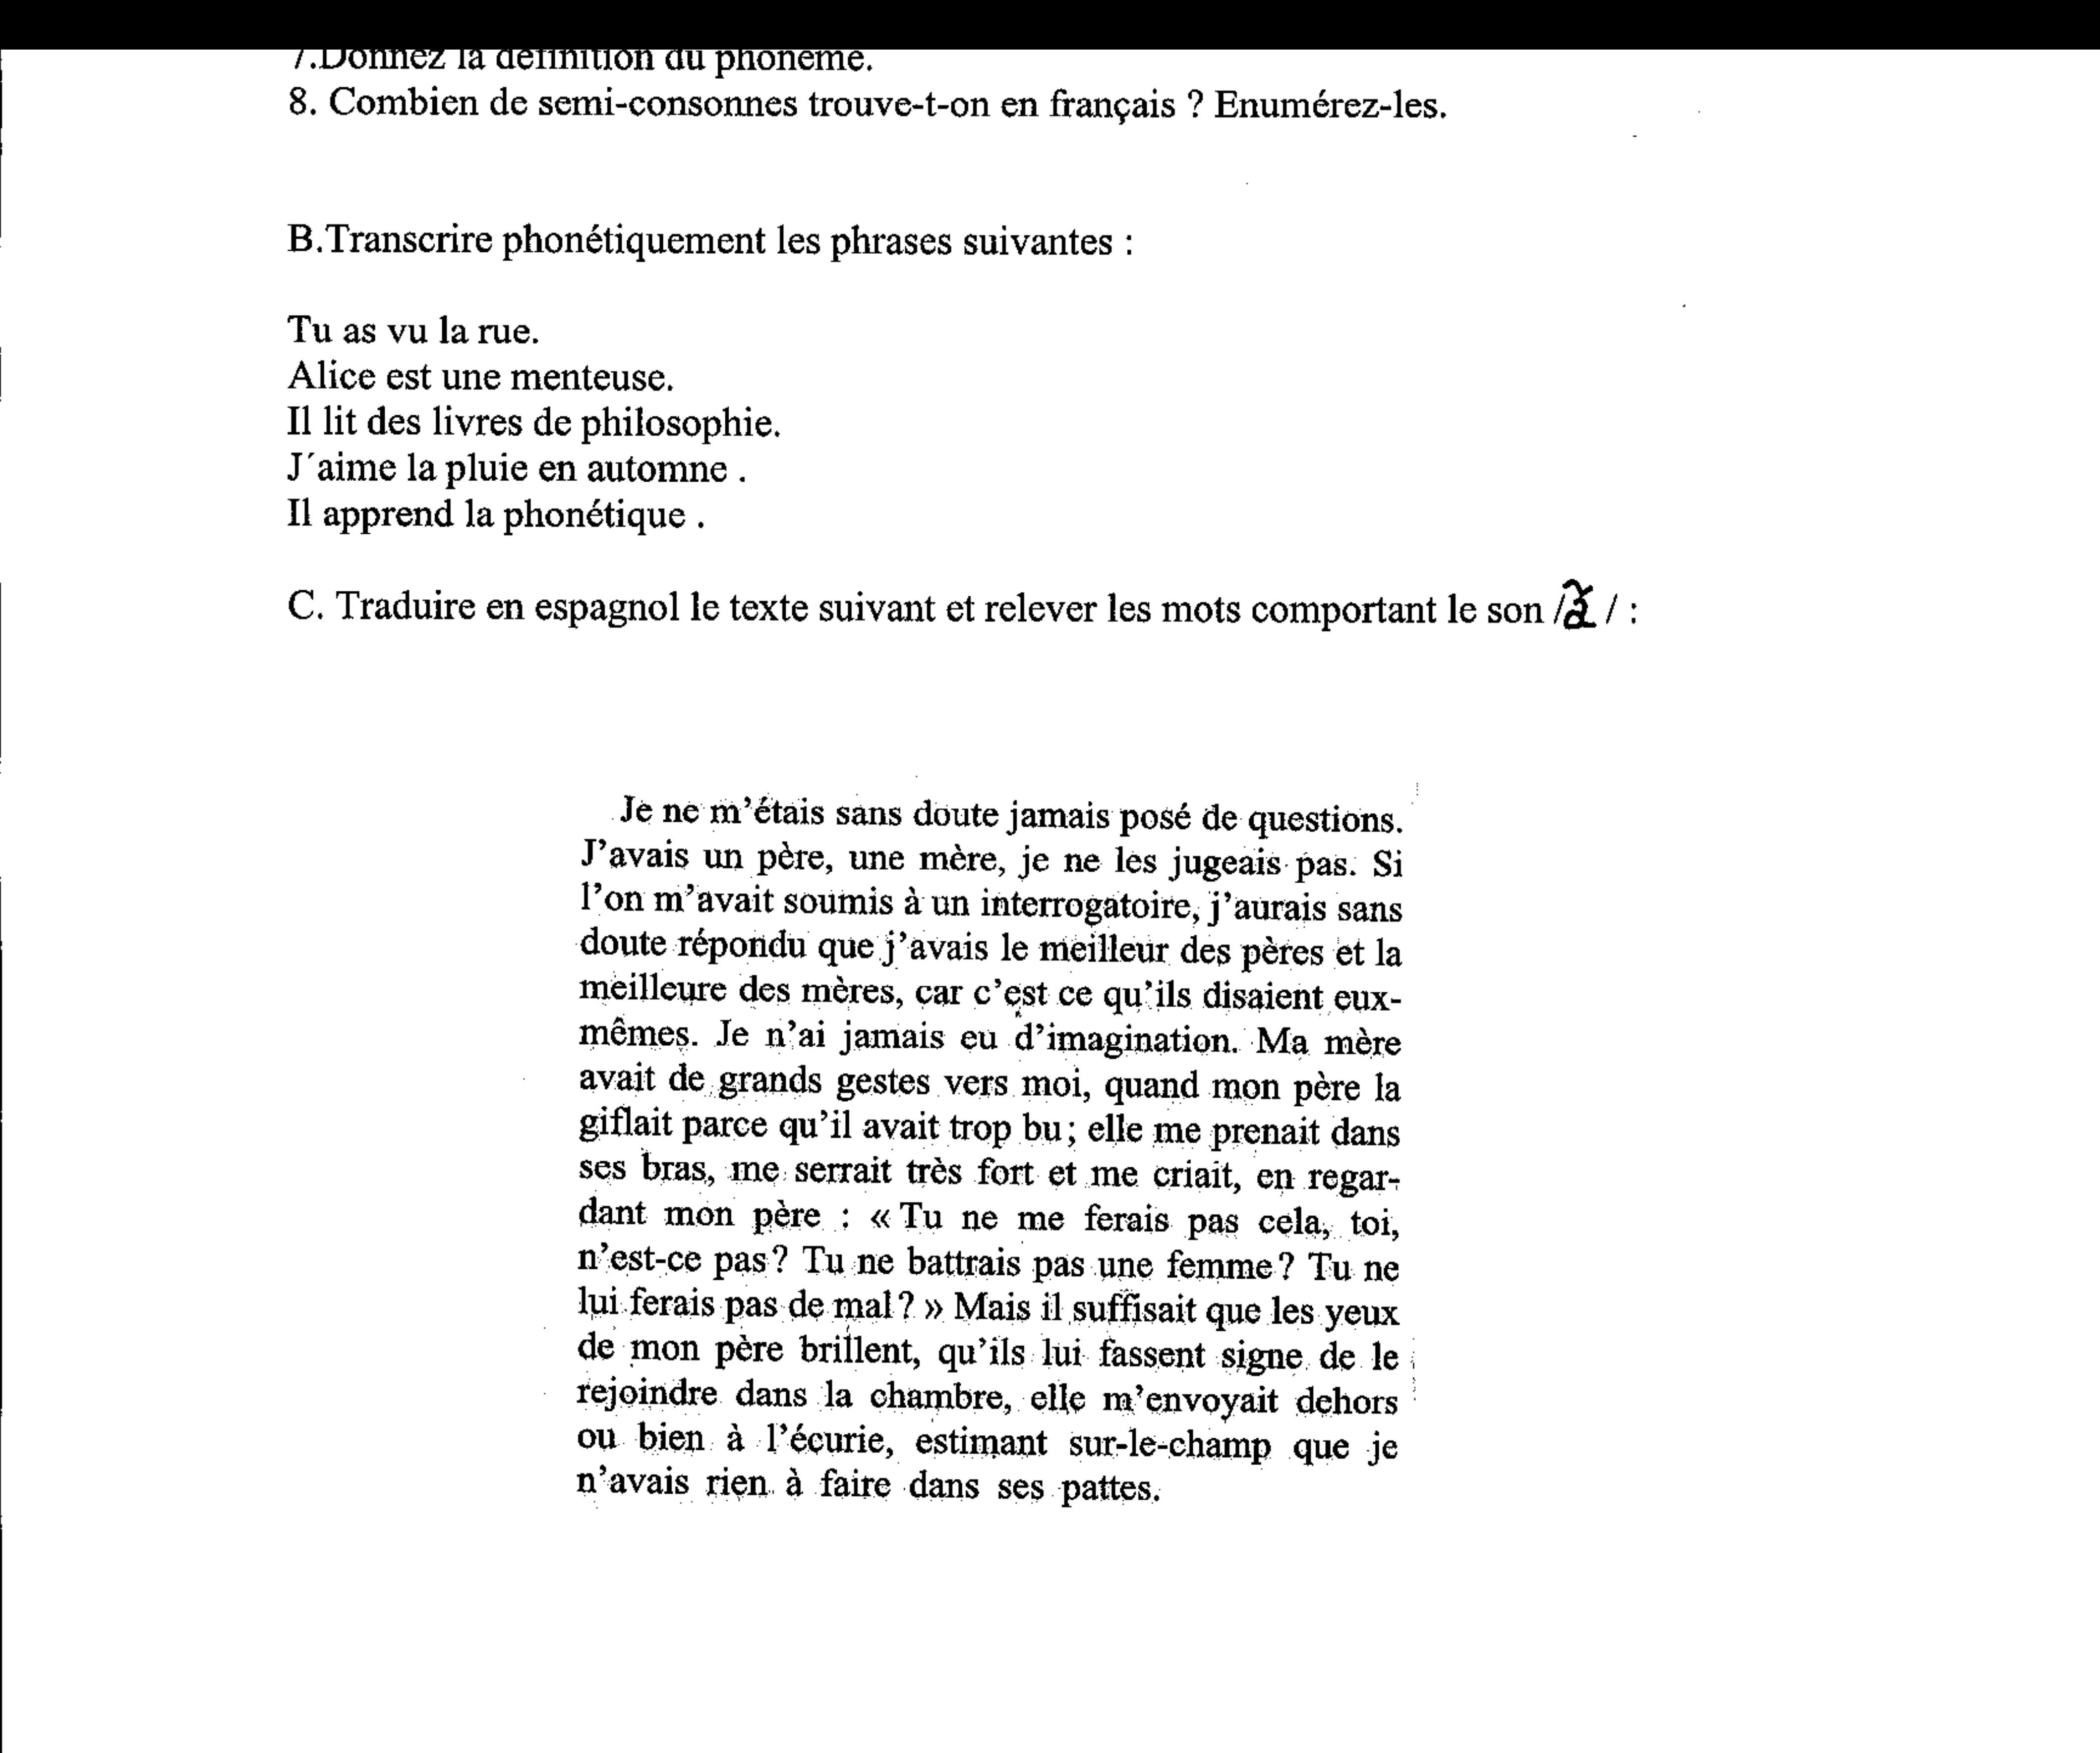 7.Donnez la définition du phonème.
8. Combien de semi-consonnes trouve-t-on en français ? Enumérez-les.
B.Transcrire phonétiquement les phrases suivantes :
Tu as vu la rue.
Alice est une menteuse.
Il lit des livres de philosophie.
J´aime la pluie en automne .
Il apprend la phonétique .
C. Traduire en espagnol le texte suivant et relever les mots comportant le son /ɑ̃ / :
Je ne m'étais sans doute jamais posé de questions.
J'avais un père, une mère, je ne les jugeais pas. Si
l'on m'avait soumis à un interrogatoire, j'aurais sans
doute répondu que j'avais le meilleur des pères et la
meilleure des mères, car c'est ce qu'ils disaient eux-
mêmes. Je n'ai jamais eu d'imagination. Ma mère
avait de grands gestes vers moi, quand mon père la
giflait parce qu'il avait trop bu ; elle me prenait dans
ses bras, me serrait très fort et me criait, en regar-
dant mon père : « Tu ne me ferais pas cela, toi,
n'est-ce pas ? Tu ne battrais pas une femme ? Tu ne
lui ferais pas de mal ? » Mais il suffisait que les yeux
de mon père brillent, qu'ils lui fassent signe de le
rejoindre dans la chambre, elle m'envoyait dehors
ou bien à l'écurie, estimant sur-le-champ que je
n'avais rien à faire dans ses pattes.